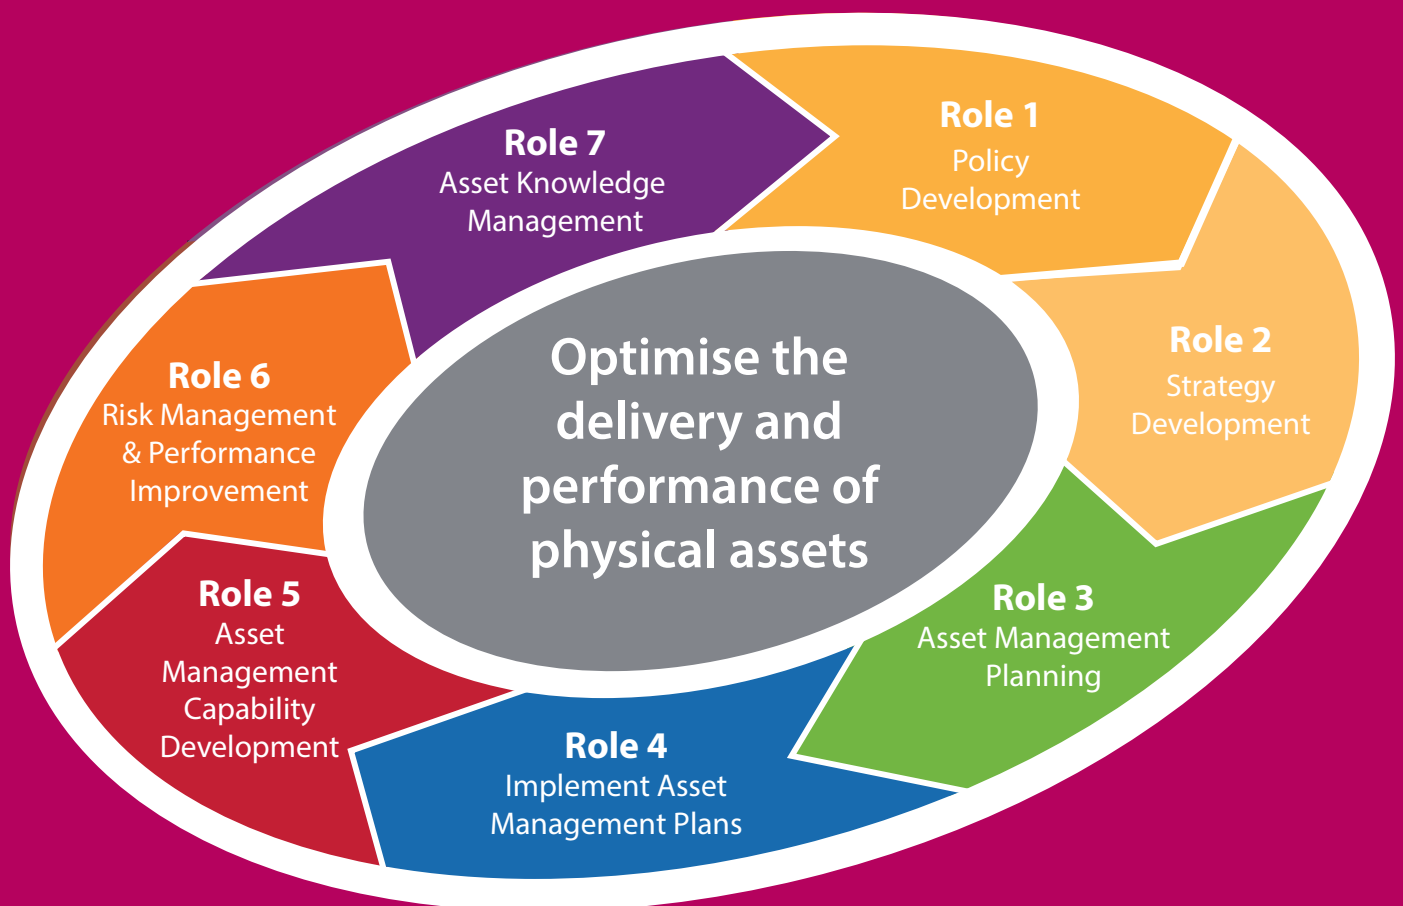 Role 1
Policy
Development
Role 2
Strategy
Development
Role 3
Asset Management
Planning
Role 4
Implement Asset
Management Plans
Role 5
Asset
Management
Capability
Development
Role 6
Risk Management
& Performance
Improvement
Role 7
Asset Knowledge
Management
Optimise the
delivery and
performance of
physical assets